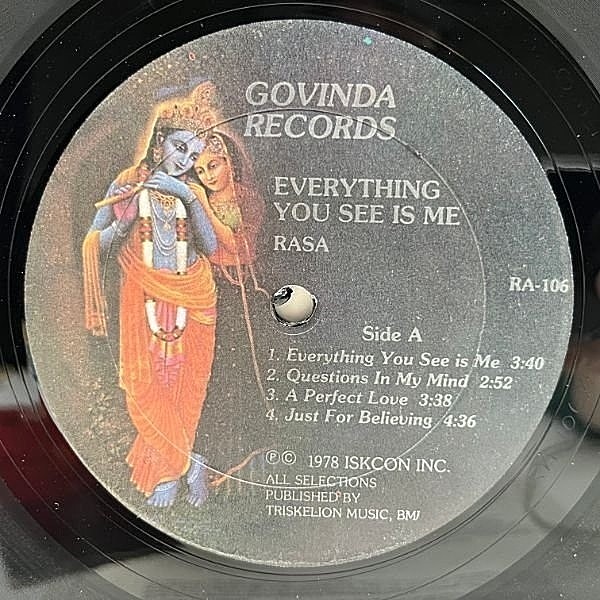 GOVINDA
RECORDS
EVERYTHING
YOU SEE IS ME
RASA
RA-106
Side A
1. Everything You See is Me 3:40
2. Questions In My Mind 2:52
3. A Perfect Love 3:38
4. Just For Believing 4:36
℗© 1978 ISKCON INC.
ALL SELECTIONS
PUBLISHED BY
TRISKELION MUSIC, BMI